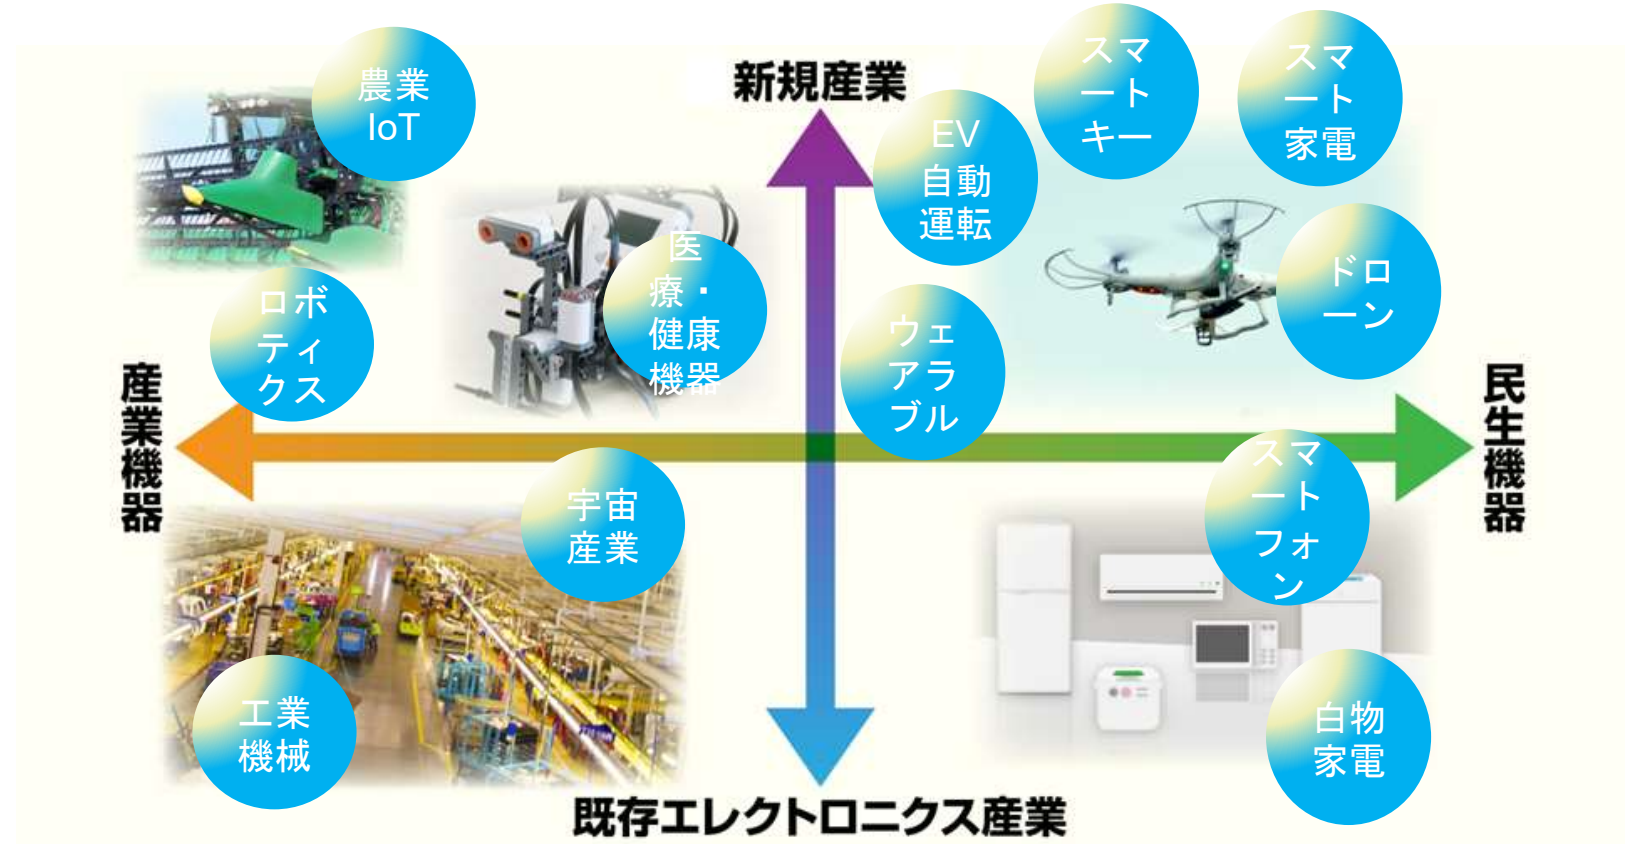 新規産業
農業
IoT
EV
自動
運転
スマ
ート
キー
スマ
ート
家電
医
療・
健康
機器
ロボ
ティ
クス
ウェ
アラ
ブル
ドロ
ーン
産業機器
民生機器
宇宙
産業
スマ
ート
フォ
ン
工業
機械
白物
家電
既存エレクトロニクス産業